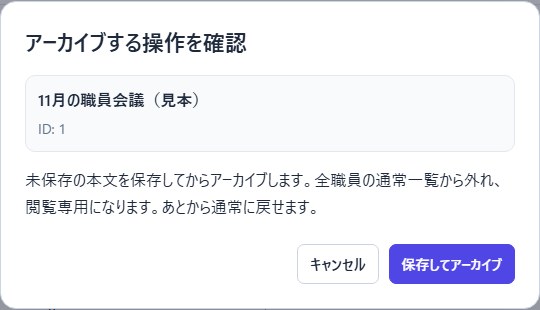 アーカイブする操作を確認
11月の職員会議（見本）
ID: 1
未保存の本文を保存してからアーカイブします。全職員の通常一覧から外れ、
閲覧専用になります。あとから通常に戻せます。
キャンセル
保存してアーカイブ